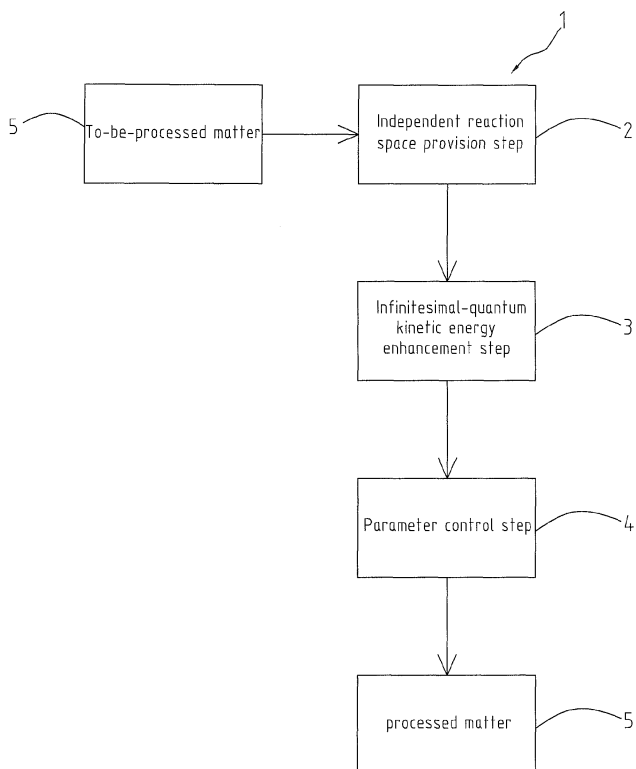 1
5
To-be-processed matter
Independent reaction
space provision step
2
Infinitesimal-quantum
kinetic energy
enhancement step
3
Parameter control step
4
processed matter
5